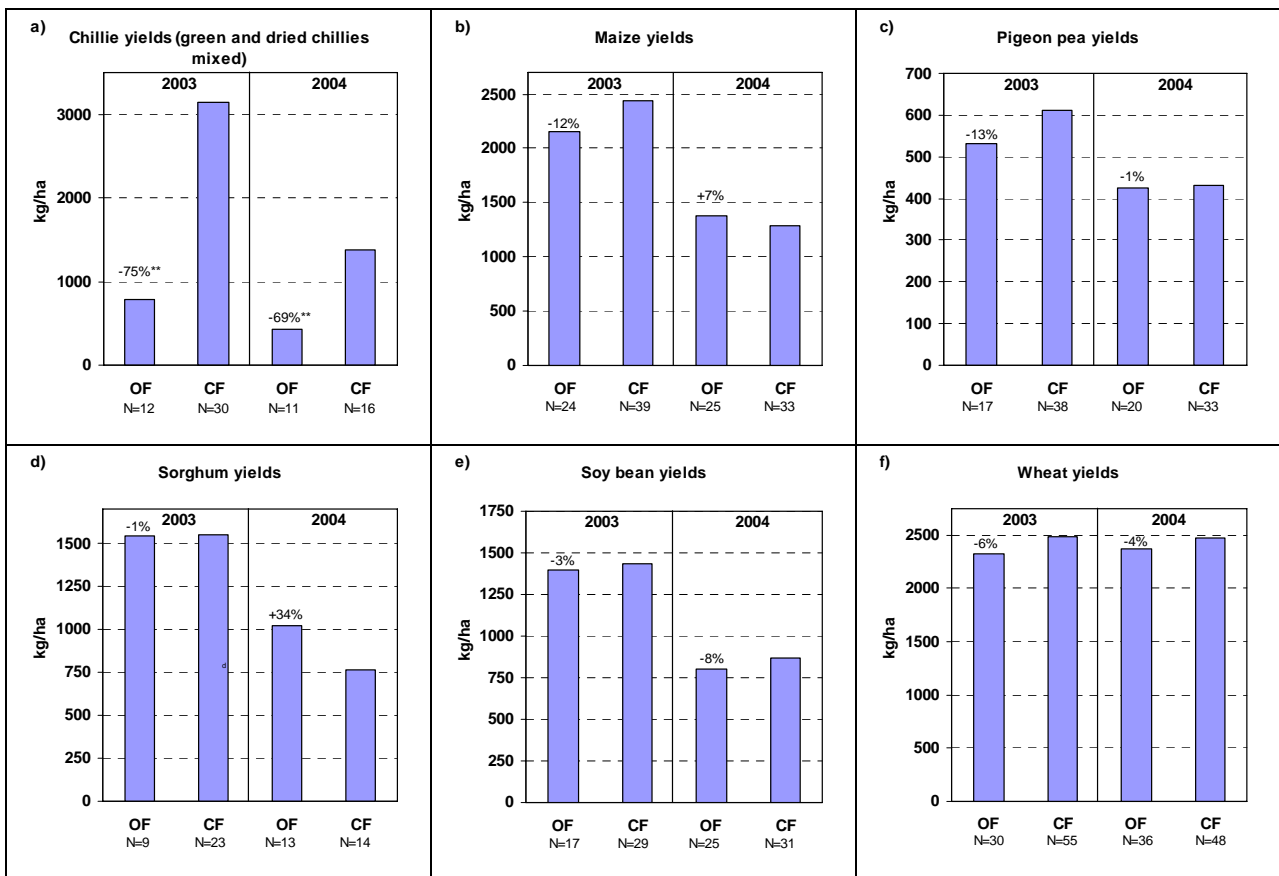 a)
Chillie yields (green and dried chillies
mixed)
2003 2004
3000
2000
1000
0
kg/ha
-75%**
-69%**
OF CF OF CF
N=12 N=30 N=11 N=16
b)
Maize yields
2003 2004
2500
2000
1500
1000
500
0
kg/ha
-12%
+7%
OF CF OF CF
N=24 N=39 N=25 N=33
c)
Pigeon pea yields
2003 2004
700
600
500
400
300
200
100
0
kg/ha
-13%
-1%
OF CF OF CF
N=17 N=38 N=20 N=33
d)
Sorghum yields
2003 2004
1500
1250
1000
750
500
250
0
kg/ha
-1%
+34%
d
OF CF OF CF
N=9 N=23 N=13 N=14
e)
Soy bean yields
2003 2004
1750
1500
1250
1000
750
500
250
0
kg/ha
-3%
-8%
OF CF OF CF
N=17 N=29 N=25 N=31
f)
Wheat yields
2003 2004
2500
2000
1500
1000
500
0
kg/ha
-6%
-4%
OF CF OF CF
N=30 N=55 N=36 N=48